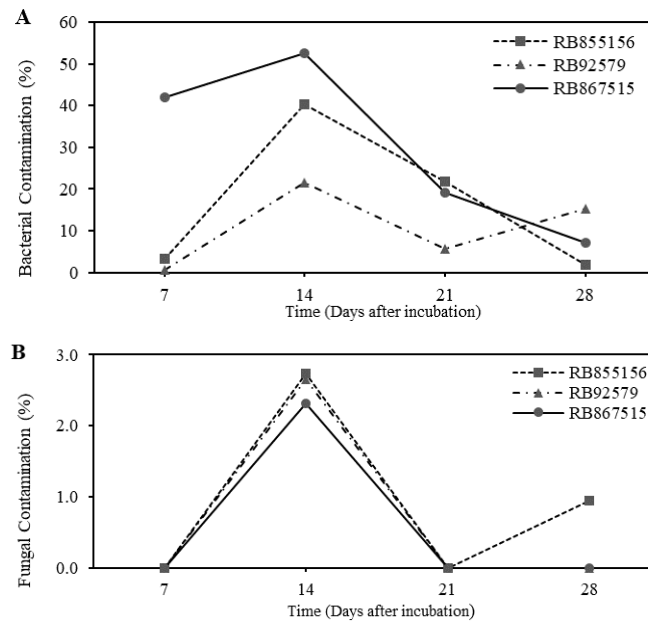 A
60
50
40
30
20
10
0
Bacterial Contamination (%)
RB855156
RB92579
RB867515
7 14 21 28
Time (Days after incubation)
B
3.0
2.0
1.0
0.0
Fungal Contamination (%)
RB855156
RB92579
RB867515
7 14 21 28
Time (Days after incubation)